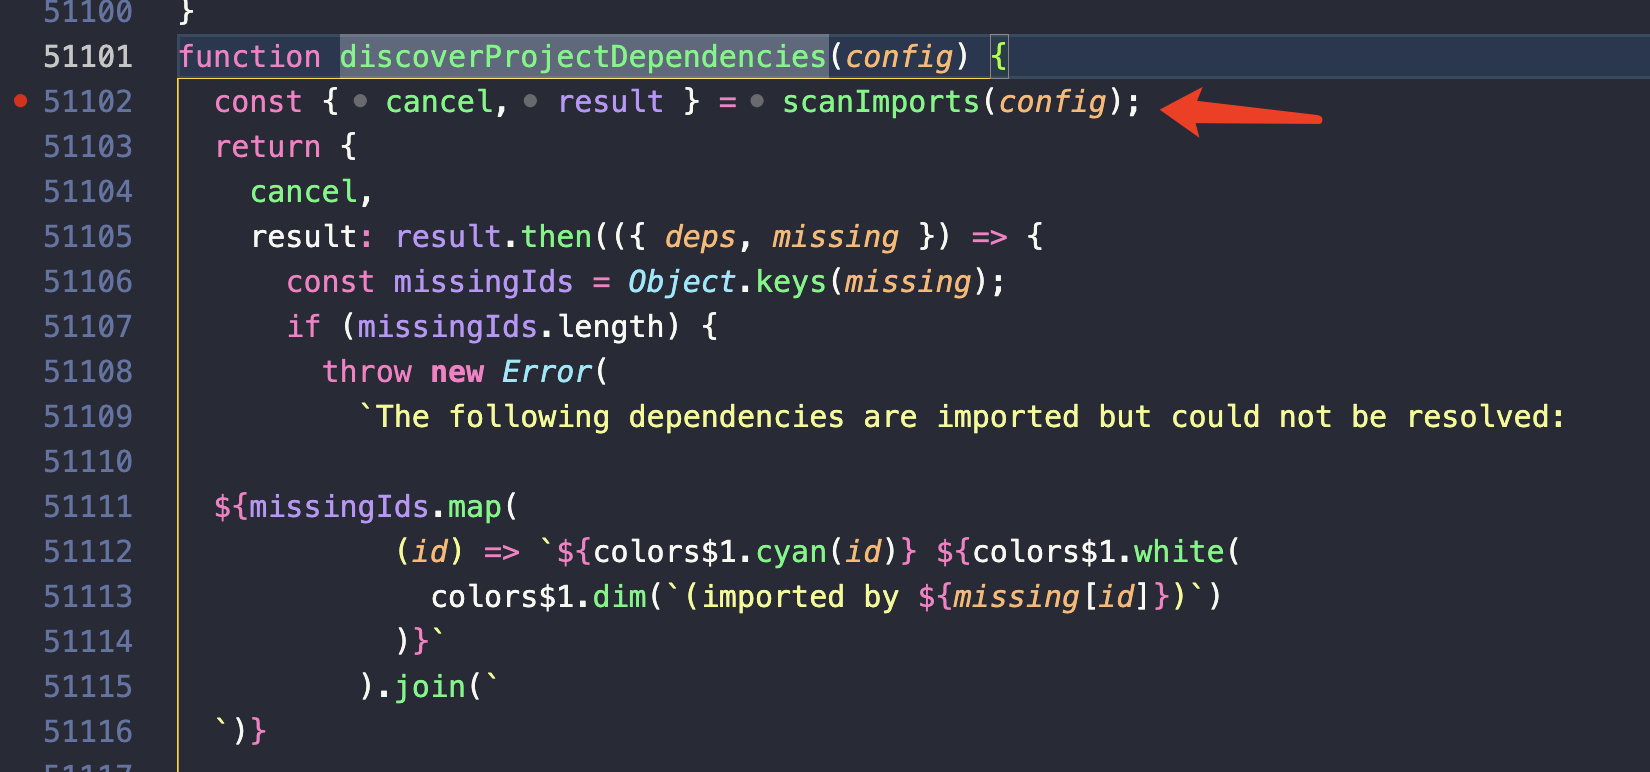 51100 }
51101 function discoverProjectDependencies(config) {
51102 const { cancel, result } = scanImports(config);
51103 return {
51104 cancel,
51105 result: result.then(({ deps, missing }) => {
51106 const missingIds = Object.keys(missing);
51107 if (missingIds.length) {
51108 throw new Error(
51109 `The following dependencies are imported but could not be resolved:
51110
51111 ${missingIds.map(
51112 (id) => `${colors$1.cyan(id)} ${colors$1.white(
51113 colors$1.dim(`(imported by ${missing[id]})`)
51114 )}`
51115 ).join(`
51116 `)}
51117